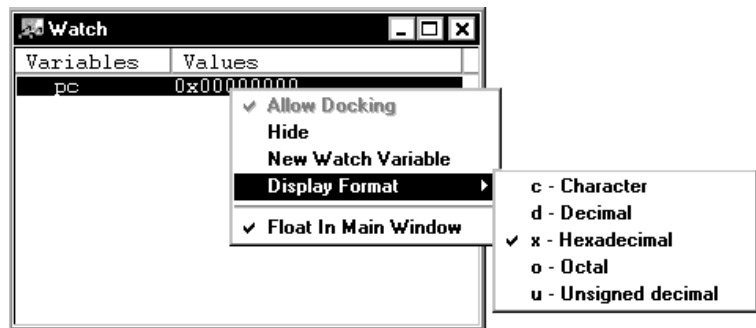 Watch
Variables Values
pc 0x00000000
Allow Docking
Hide
New Watch Variable
Display Format
Float In Main Window
c - Character
d - Decimal
x - Hexadecimal
o - Octal
u - Unsigned decimal